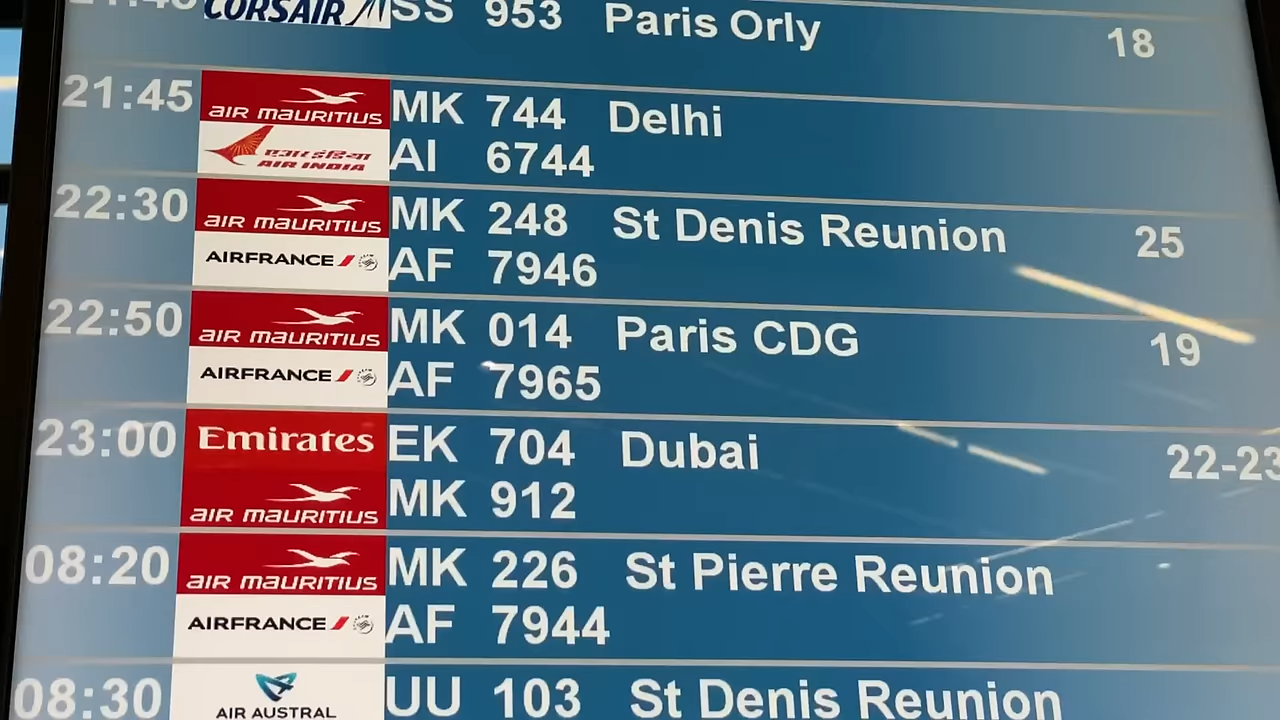 CORSAIR SS 953 Paris Orly 18
21:45 AIR MAURITIUS MK 744 Delhi
एअर इंडिया AIR INDIA AI 6744
22:30 AIR MAURITIUS MK 248 St Denis Reunion 25
AIRFRANCE AF 7946
22:50 AIR MAURITIUS MK 014 Paris CDG 19
AIRFRANCE AF 7965
23:00 Emirates EK 704 Dubai 22-23
AIR MAURITIUS MK 912
08:20 AIR MAURITIUS MK 226 St Pierre Reunion
AIRFRANCE AF 7944
08:30 AIR AUSTRAL UU 103 St Denis Reunion